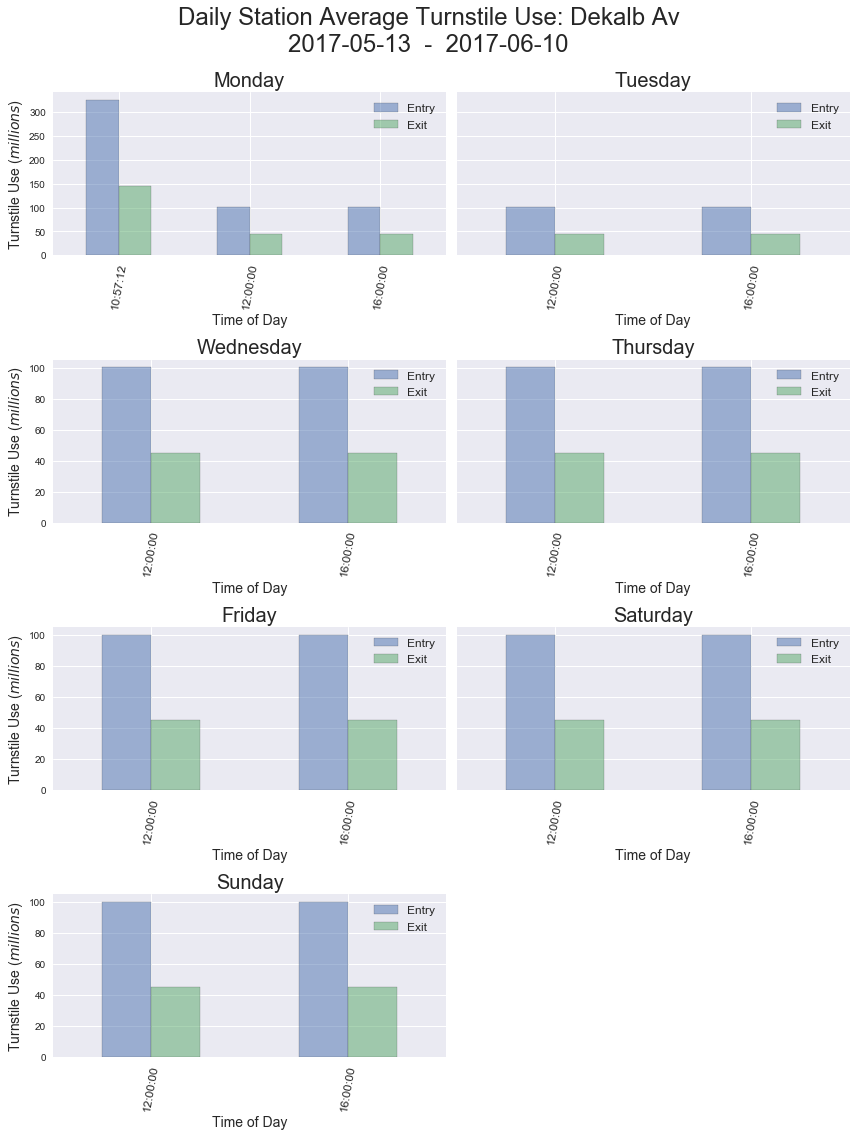 Daily Station Average Turnstile Use: Dekalb Av
2017-05-13  -  2017-06-10
Monday
Turnstile Use (millions)
300
250
200
150
100
50
0
Entry
Exit
10:57:12
12:00:00
16:00:00
Time of Day
Tuesday
Entry
Exit
12:00:00
16:00:00
Time of Day
Wednesday
Turnstile Use (millions)
100
80
60
40
20
0
Entry
Exit
12:00:00
16:00:00
Time of Day
Thursday
Entry
Exit
12:00:00
16:00:00
Time of Day
Friday
Turnstile Use (millions)
100
80
60
40
20
0
Entry
Exit
12:00:00
16:00:00
Time of Day
Saturday
Entry
Exit
12:00:00
16:00:00
Time of Day
Sunday
Turnstile Use (millions)
100
80
60
40
20
0
Entry
Exit
12:00:00
16:00:00
Time of Day